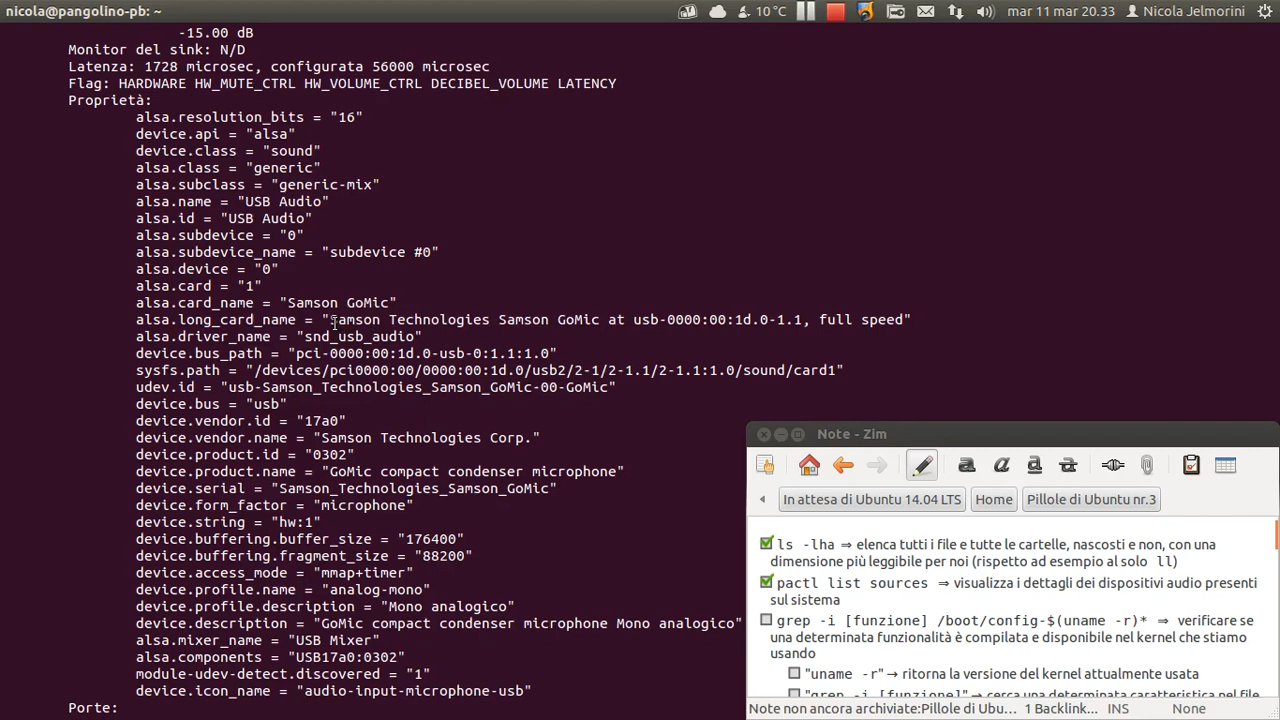 nicola@pangolino-pb: ~
10 °C
mar 11 mar 20.33
Nicola Jelmorini
-15.00 dB
Monitor del sink: N/D
Latenza: 1728 microsec, configurata 56000 microsec
Flag: HARDWARE HW_MUTE_CTRL HW_VOLUME_CTRL DECIBEL_VOLUME LATENCY
Proprietà:
alsa.resolution_bits = "16"
device.api = "alsa"
device.class = "sound"
alsa.class = "generic"
alsa.subclass = "generic-mix"
alsa.name = "USB Audio"
alsa.id = "USB Audio"
alsa.subdevice = "0"
alsa.subdevice_name = "subdevice #0"
alsa.device = "0"
alsa.card = "1"
alsa.card_name = "Samson GoMic"
alsa.long_card_name = "Samson Technologies Samson GoMic at usb-0000:00:1d.0-1.1, full speed"
alsa.driver_name = "snd_usb_audio"
device.bus_path = "pci-0000:00:1d.0-usb-0:1.1:1.0"
sysfs.path = "/devices/pci0000:00/0000:00:1d.0/usb2/2-1/2-1.1/2-1.1:1.0/sound/card1"
udev.id = "usb-Samson_Technologies_Samson_GoMic-00-GoMic"
device.bus = "usb"
device.vendor.id = "17a0"
device.vendor.name = "Samson Technologies Corp."
device.product.id = "0302"
device.product.name = "GoMic compact condenser microphone"
device.serial = "Samson_Technologies_Samson_GoMic"
device.form_factor = "microphone"
device.string = "hw:1"
device.buffering.buffer_size = "176400"
device.buffering.fragment_size = "88200"
device.access_mode = "mmap+timer"
device.profile.name = "analog-mono"
device.profile.description = "Mono analogico"
device.description = "GoMic compact condenser microphone Mono analogico"
alsa.mixer_name = "USB Mixer"
alsa.components = "USB17a0:0302"
module-udev-detect.discovered = "1"
device.icon_name = "audio-input-microphone-usb"
Porte:
Note - Zim
In attesa di Ubuntu 14.04 LTS
Home
Pillole di Ubuntu nr.3
ls -lha ⇒ elenca tutti i file e tutte le cartelle, nascosti e non, con una
dimensione più leggibile per noi (rispetto ad esempio al solo ll)
pactl list sources ⇒ visualizza i dettagli dei dispositivi audio presenti
sul sistema
grep -i [funzione] /boot/config-$(uname -r)* ⇒ verificare se
una determinata funzionalità è compilata e disponibile nel kernel che stiamo
usando
"uname -r" → ritorna la versione del kernel attualmente usata
"grep -i [funzione]" → cerca una determinata caratteristica nel file
Note non ancora archiviate:Pillole di Ubu...
1 Backlink...
INS
None